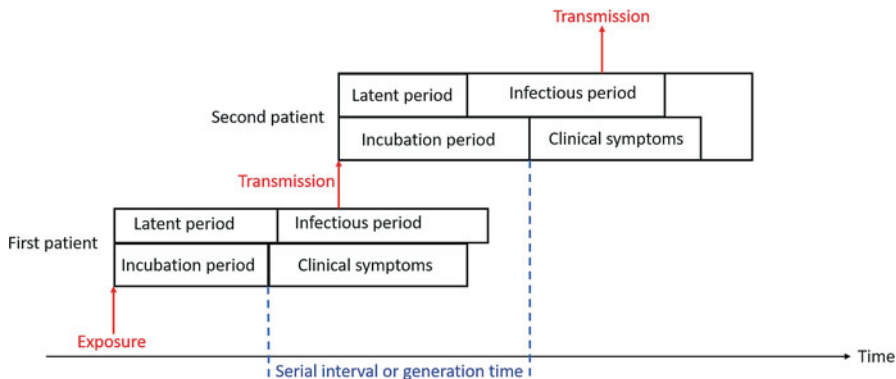 Transmission
Latent period
Infectious period
Second patient
Incubation period
Clinical symptoms
Transmission
Latent period
Infectious period
First patient
Incubation period
Clinical symptoms
Exposure
Time
Serial interval or generation time